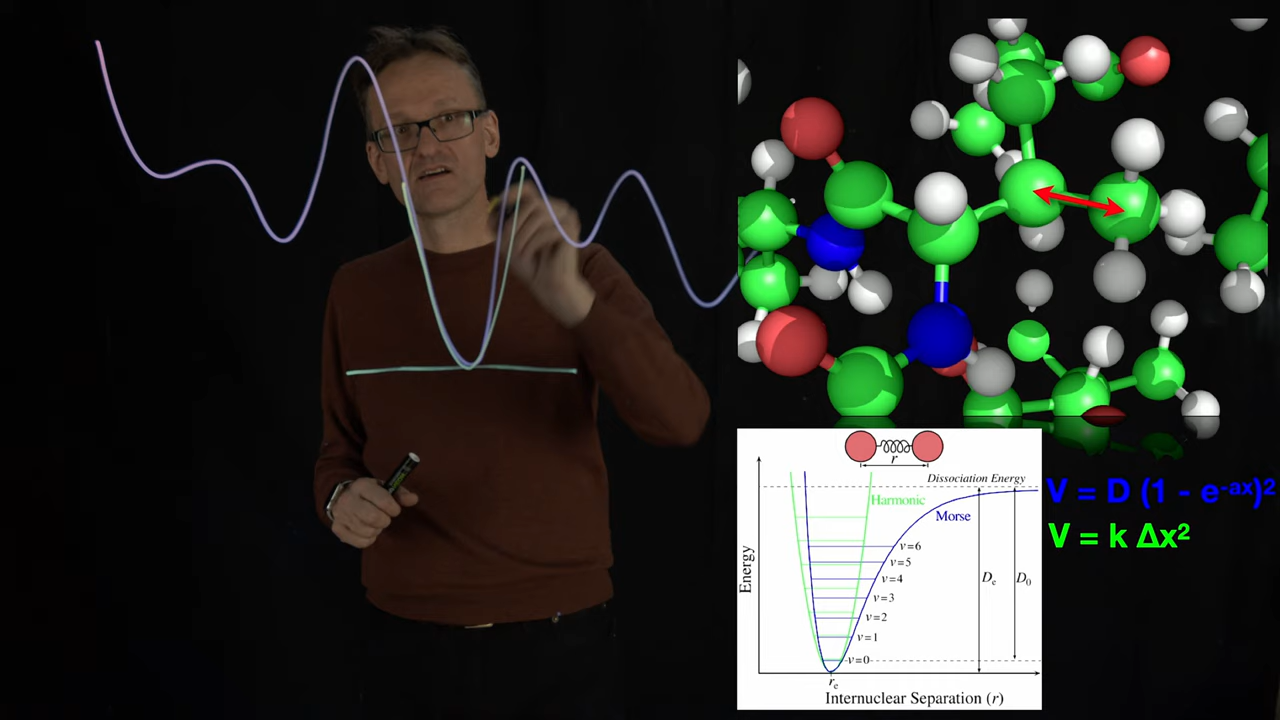 r
Dissociation Energy
Harmonic
Morse
Energy
v=6
v=5
v=4
v=3
v=2
v=1
v=0
Dₑ
D₀
rₑ
Internuclear Separation (r)
V = D (1 - e⁻ᵃˣ)²
V = k Δx²